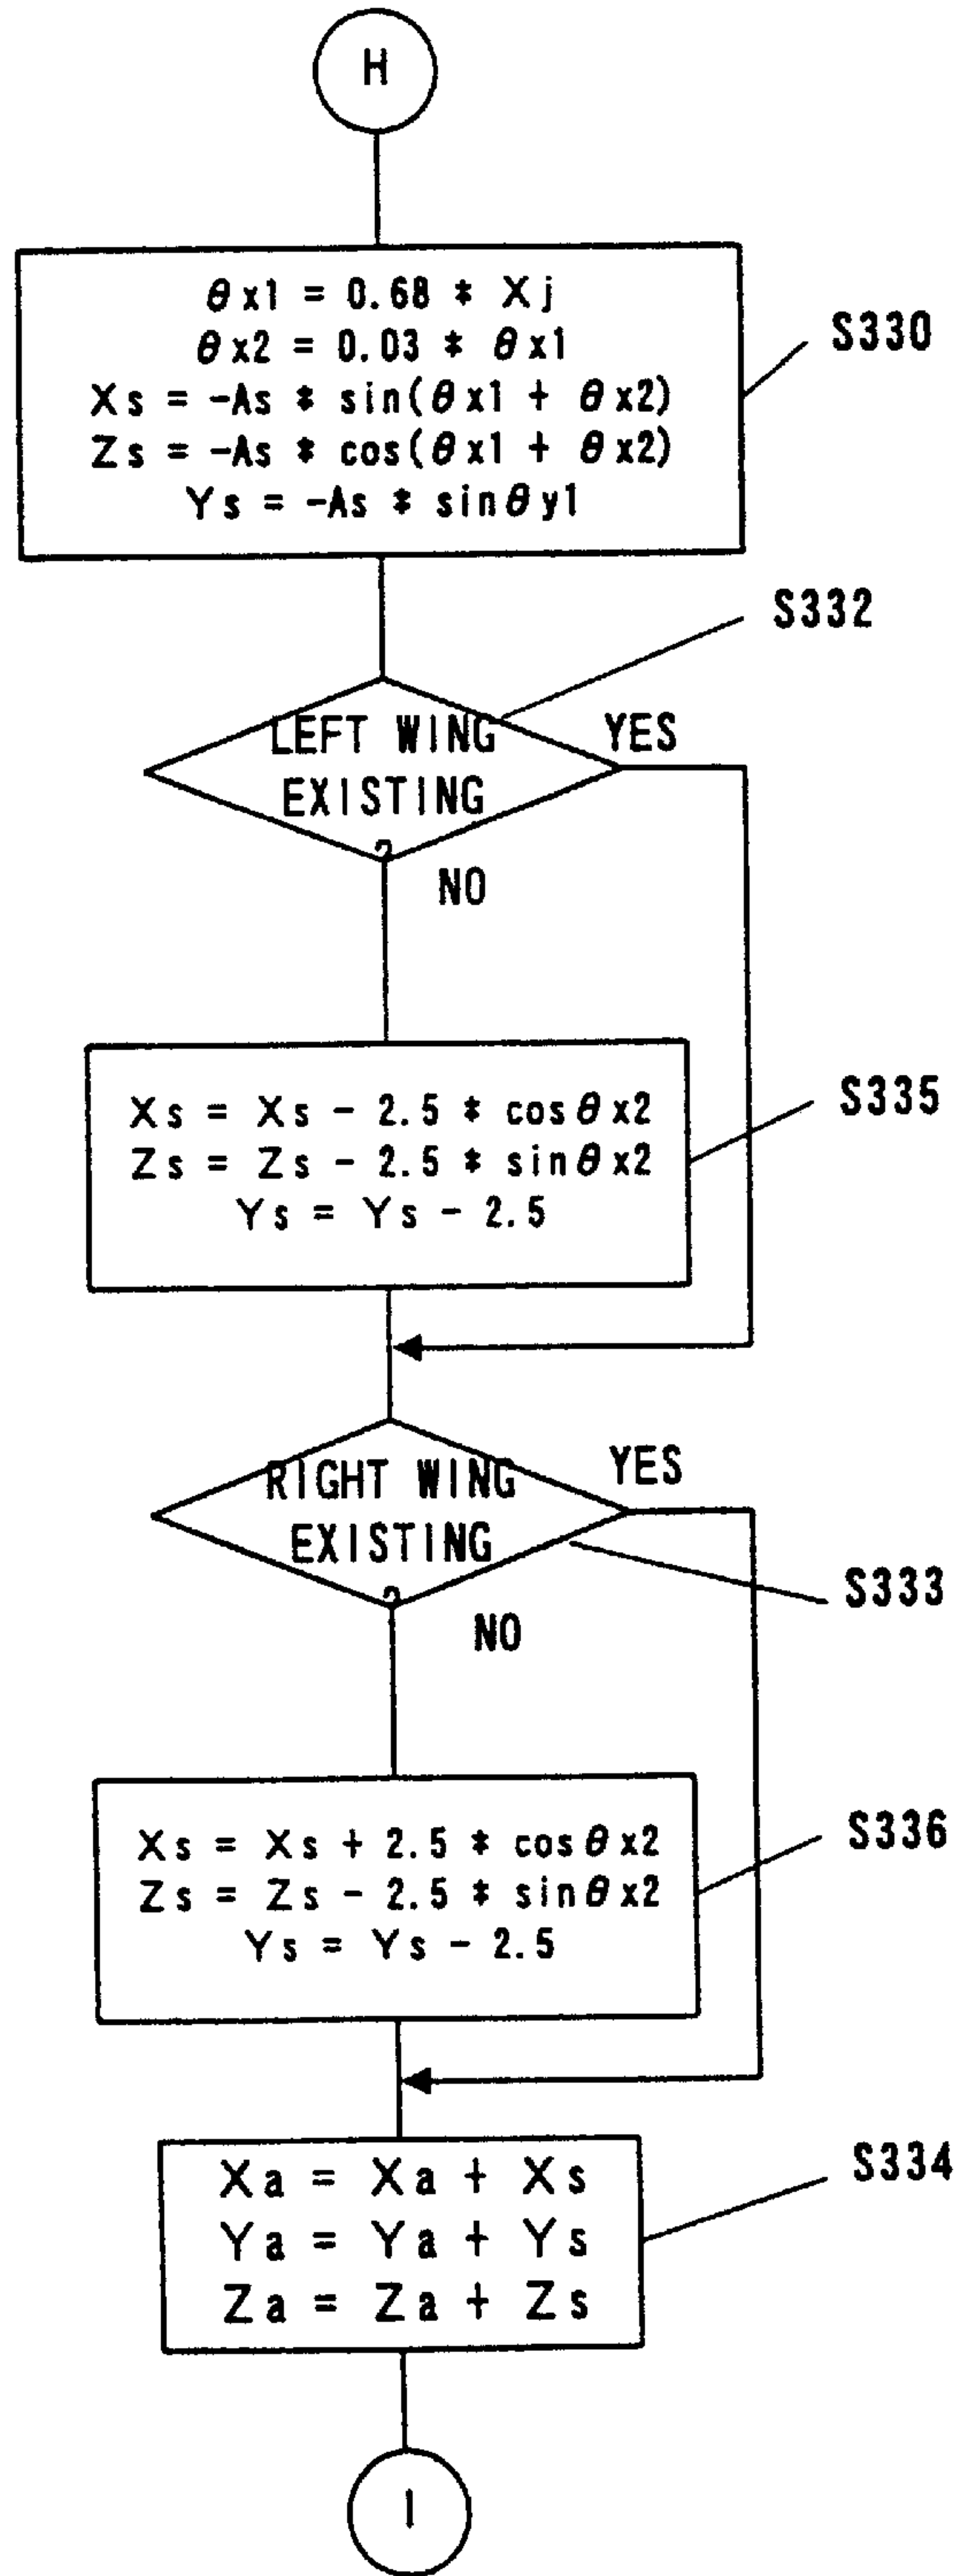 H
θx1 = 0.68 * Xj
θx2 = 0.03 * θx1
Xs = -As * sin(θx1 + θx2)
Zs = -As * cos(θx1 + θx2)
Ys = -As * sinθy1
S330
S332
LEFT WING
EXISTING
?
YES
NO
Xs = Xs - 2.5 * cosθx2
Zs = Zs - 2.5 * sinθx2
Ys = Ys - 2.5
S335
RIGHT WING
EXISTING
?
YES
S333
NO
Xs = Xs + 2.5 * cosθx2
Zs = Zs - 2.5 * sinθx2
Ys = Ys - 2.5
S336
Xa = Xa + Xs
Ya = Ya + Ys
Za = Za + Zs
S334
I